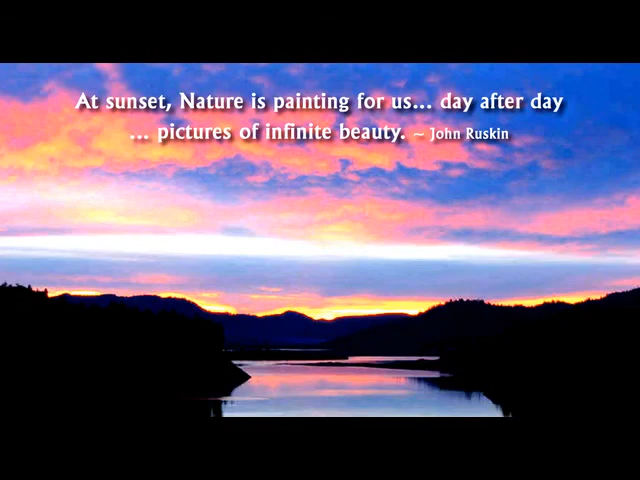 At sunset, Nature is painting for us... day after day
... pictures of infinite beauty. ~ John Ruskin